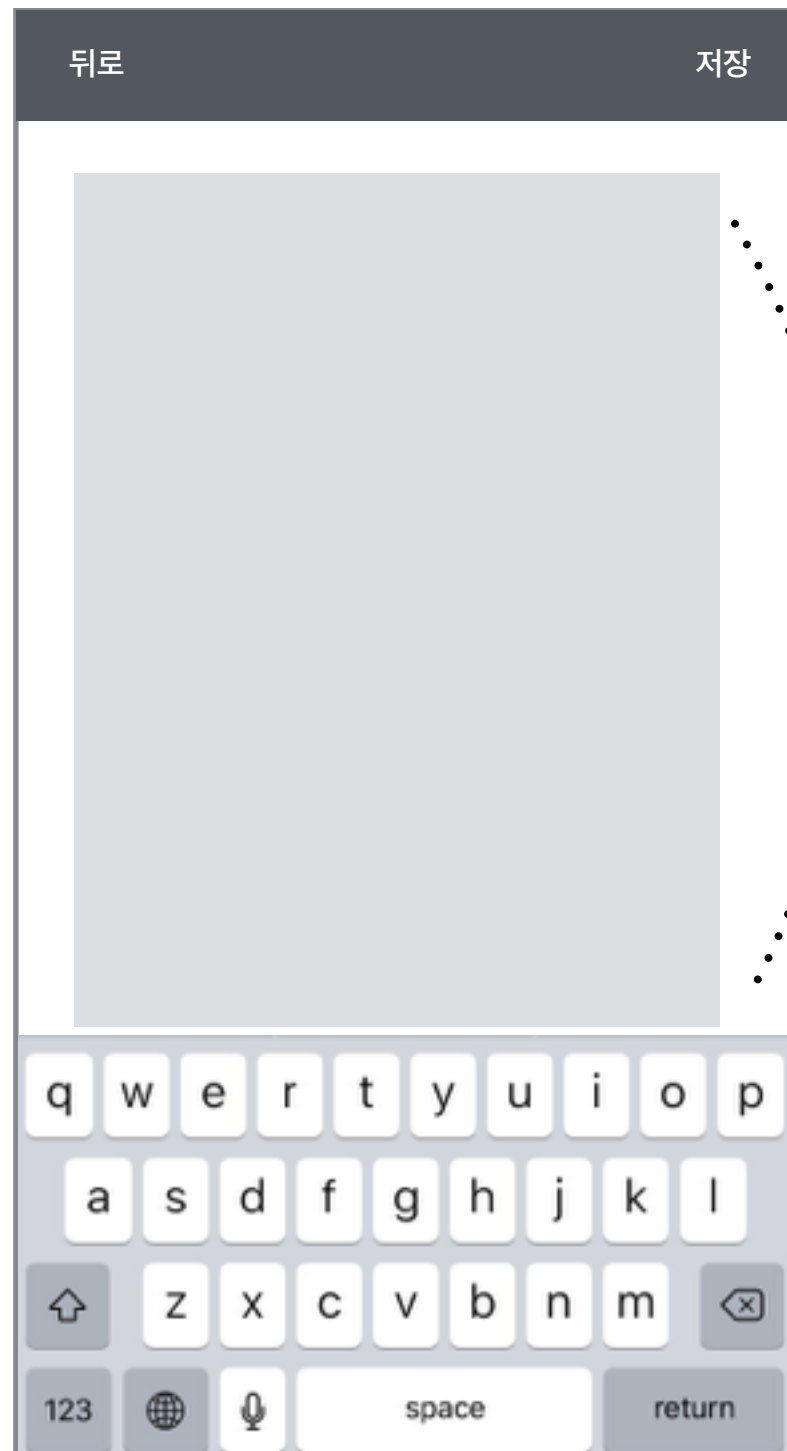 뒤로 저장
q w e r t y u i o p
a s d f g h j k l
z x c v b n m
123 space return